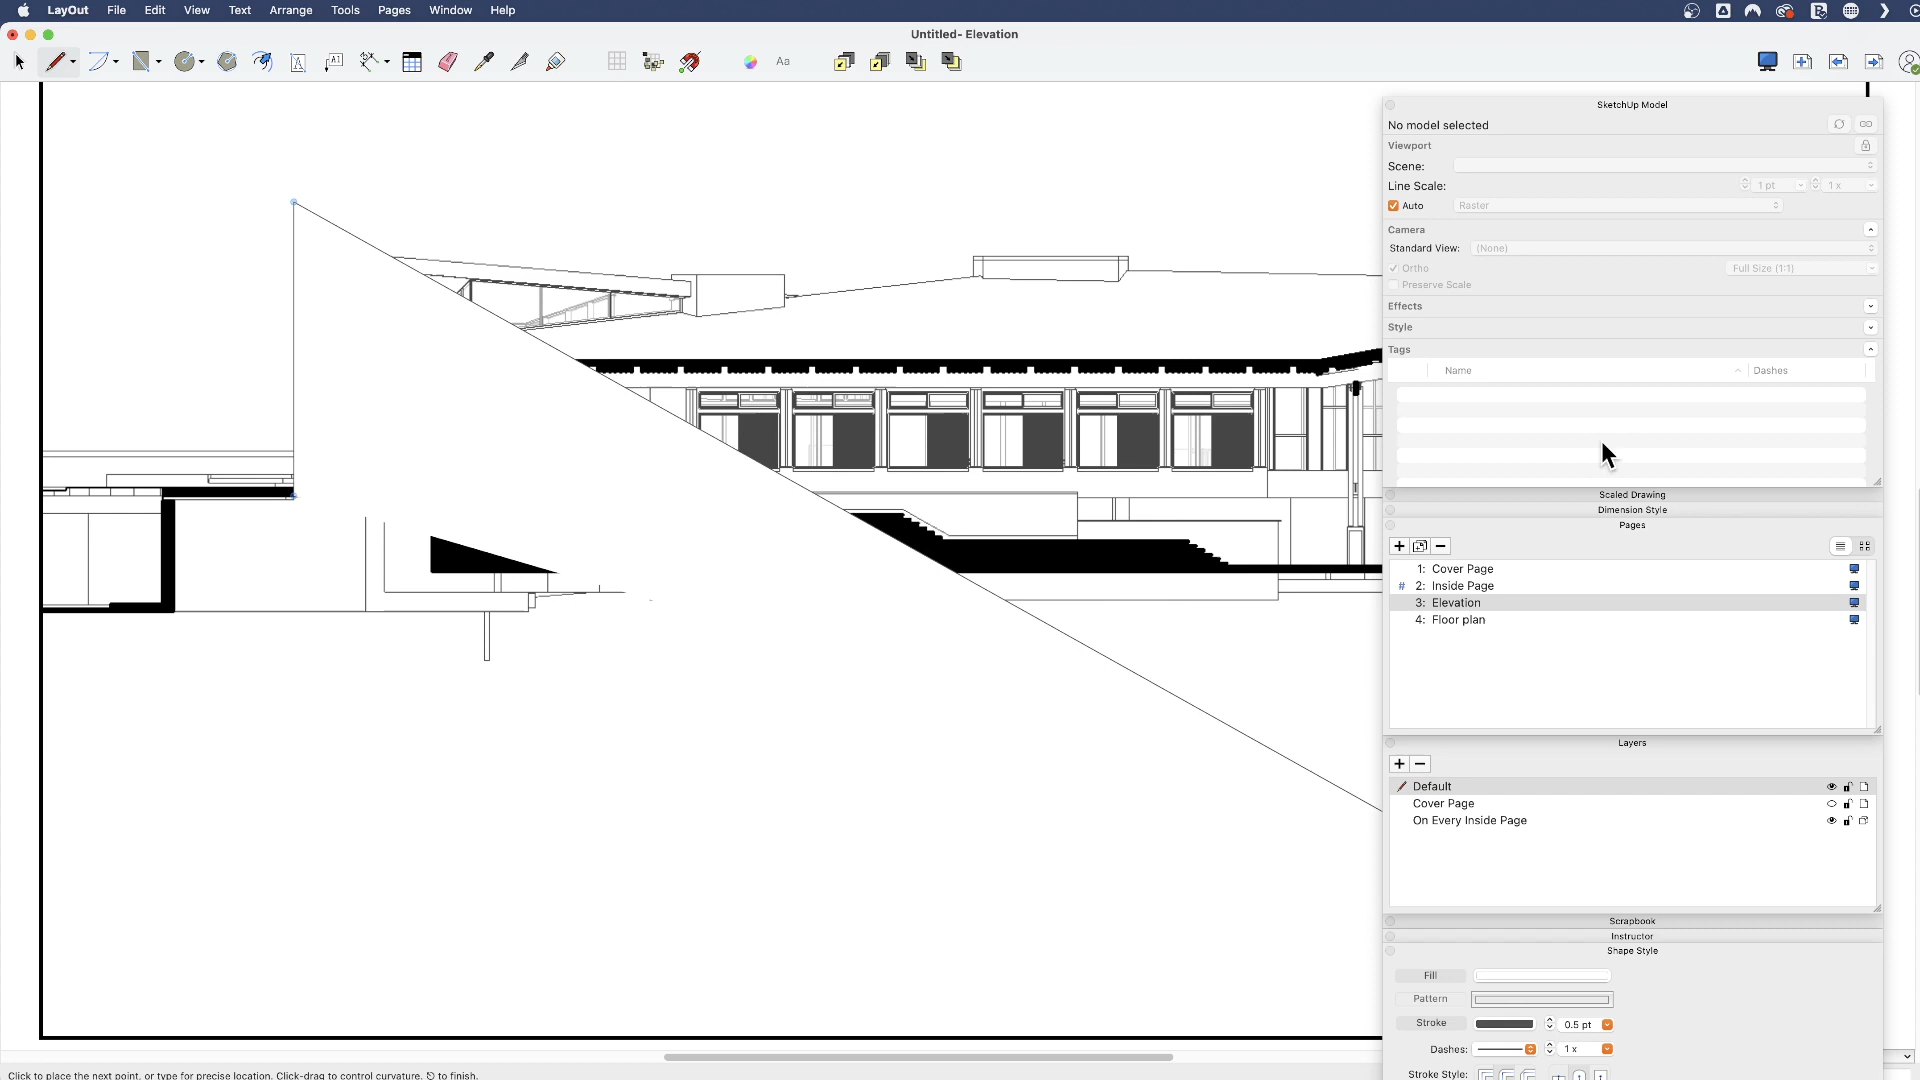 LayOut File Edit View Text Arrange Tools Pages Window Help
Untitled- Elevation
A1
Aa
SketchUp Model
No model selected
Viewport
Scene:
Line Scale: 1 pt 1 x
Auto Raster
Camera
Standard View: (None)
Ortho Full Size (1:1)
Preserve Scale
Effects
Style
Tags
Name Dashes
Scaled Drawing
Dimension Style
Pages
1: Cover Page
# 2: Inside Page
3: Elevation
4: Floor plan
Layers
Default
Cover Page
On Every Inside Page
Scrapbook
Instructor
Shape Style
Fill
Pattern
Stroke 0.5 pt
Dashes: 1 x
Stroke Style:
Click to place the next point, or type for precise location. Click-drag to control curvature. to finish.